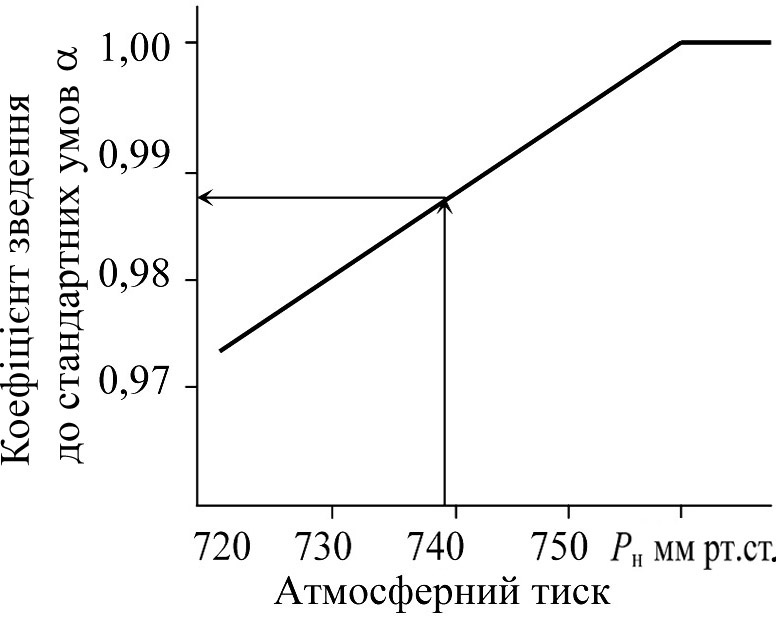 Коефіцієнт зведення
до стандартних умов α
1,00
0,99
0,98
0,97
720 730 740 750 Pн мм рт.ст.
Атмосферний тиск